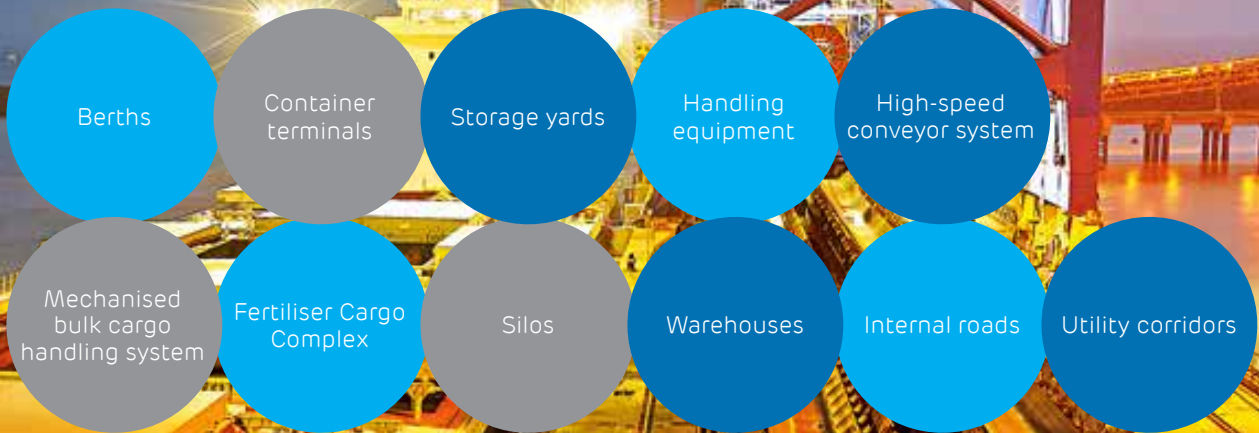 Berths
Container
terminals
Storage yards
Handling
equipment
High-speed
conveyor system
Mechanised
bulk cargo
handling system
Fertiliser Cargo
Complex
Silos
Warehouses
Internal roads
Utility corridors